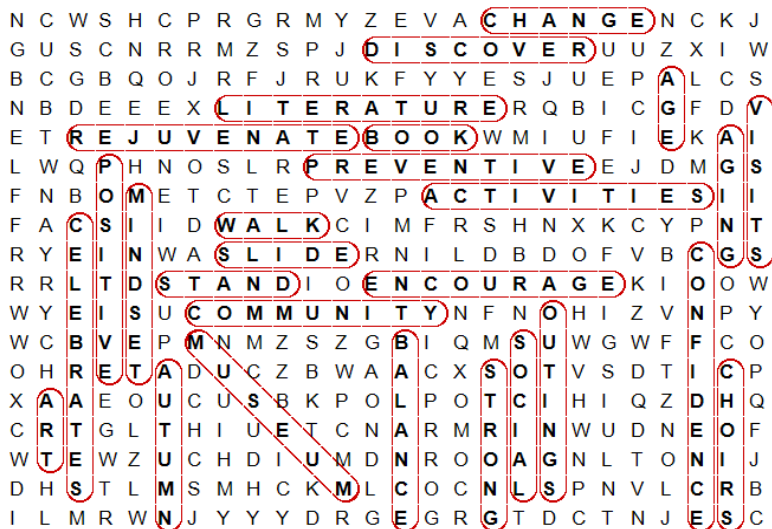 N C W S H C P R G R M Y Z E V A C H A N G E N C K J
G U S C N R R M Z S P J D I S C O V E R U U Z X I W
B C G B Q O J R F J R U K F Y Y E S J U E P A L C S
N B D E E E X L I T E R A T U R E R Q B I C G F D V
E T R E J U V E N A T E B O O K W M I U F I E K A I
L W Q P H N O S L R P R E V E N T I V E E J D M G S
F N B O M E T C T E P V Z P A C T I V I T I E S I I
F A C S I I D W A L K C I M F R S H N X K C Y P N T
R Y E I N W A S L I D E R N I L D B D O F V B C G S
R R L T D S T A N D I O E N C O U R A G E K I O O W
W Y E I S U C O M M U N I T Y N F N O H I Z V N P Y
W C B V E P M N M Z S Z G B I Q M S U W G W F F C O
O H R E T A D U C Z B W A A C X S O T V S D T I C P
X A A E O U C U S B K P O L P O T C I H I Q Z D H Q
C R T G L T H I U E T C N A R M R I N W U D N E O F
W T E W Z U C H D I U M D N R O O A G N L T O N I J
D H S T L M S M H C K M L C O C N L S P N V L C R B
I L M R W N J Y Y Y D R G E G R G T D C T N J E S C